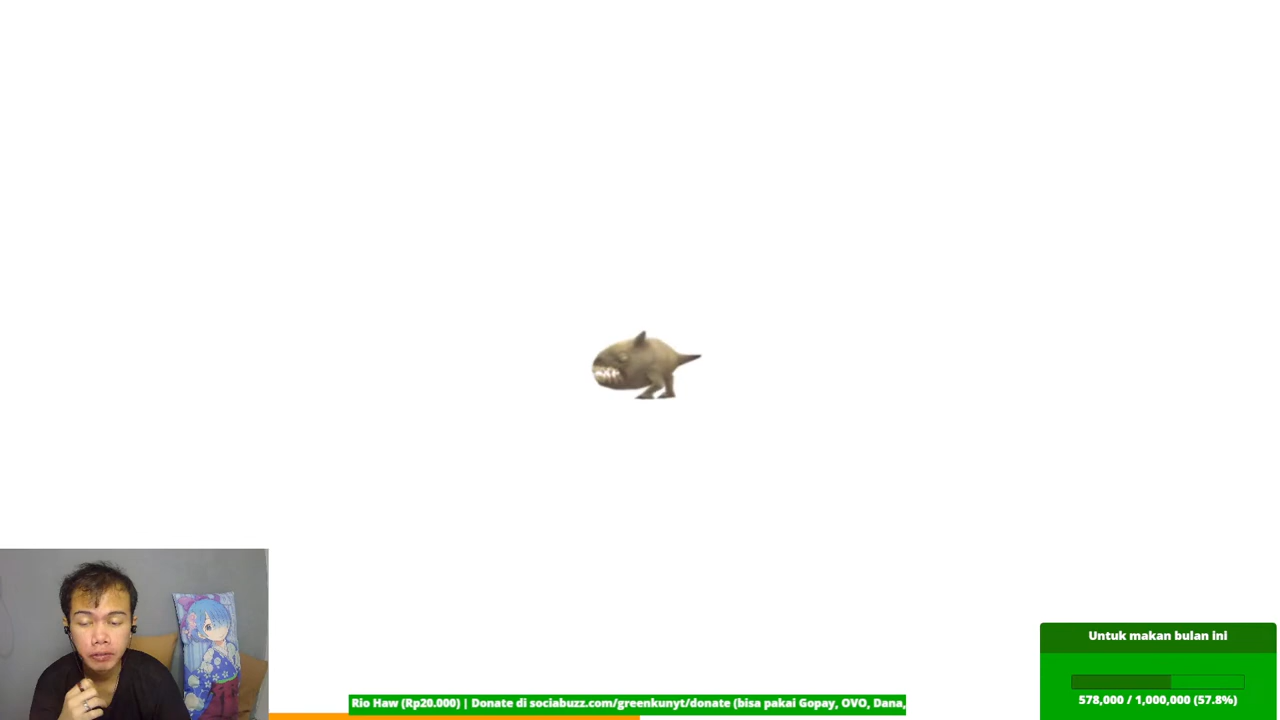 Untuk makan bulan ini
578,000 / 1,000,000 (57.8%)
Rio Haw (Rp20.000) | Donate di sociabuzz.com/greenkunyt/donate (bisa pakai Gopay, OVO, Dana,